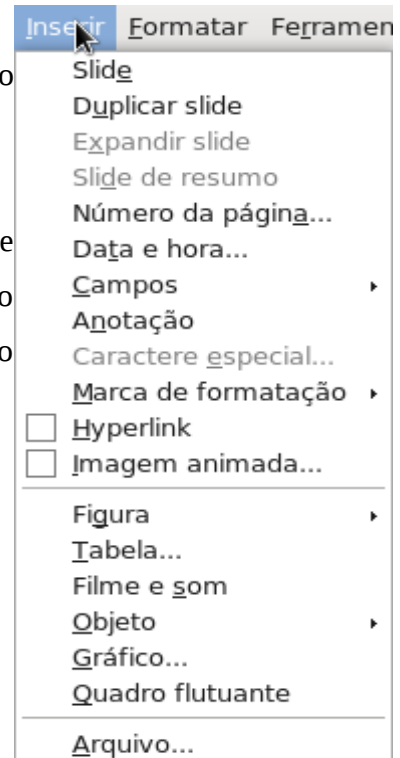 Inserir Formatar Ferramen
o
Slide
Duplicar slide
Expandir slide
Slide de resumo
Número da página...
e
Data e hora...
Campos
o
Anotação
o
Caractere especial...
Marca de formatação
Hyperlink
Imagem animada...
Figura
Tabela...
Filme e som
Objeto
Gráfico...
Quadro flutuante
Arquivo...